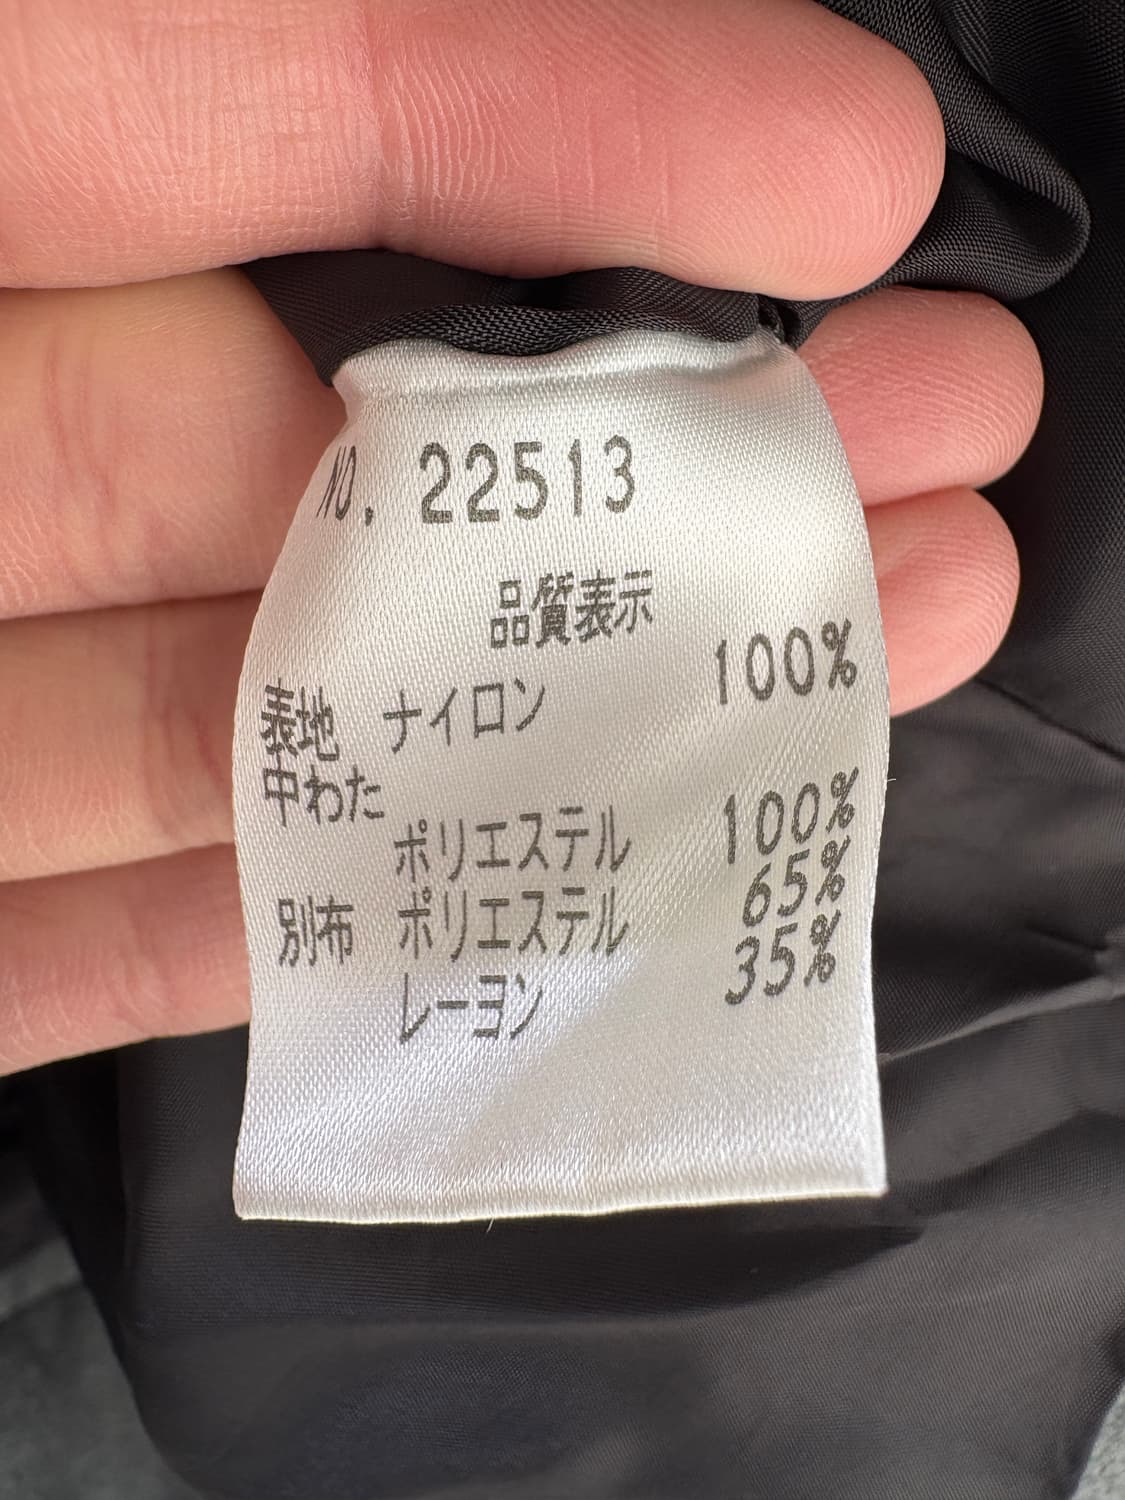 NO. 22513
品質表示
表地 ナイロン 100%
中わた
ポリエステル 100%
別布 ポリエステル 65%
レーヨン 35%